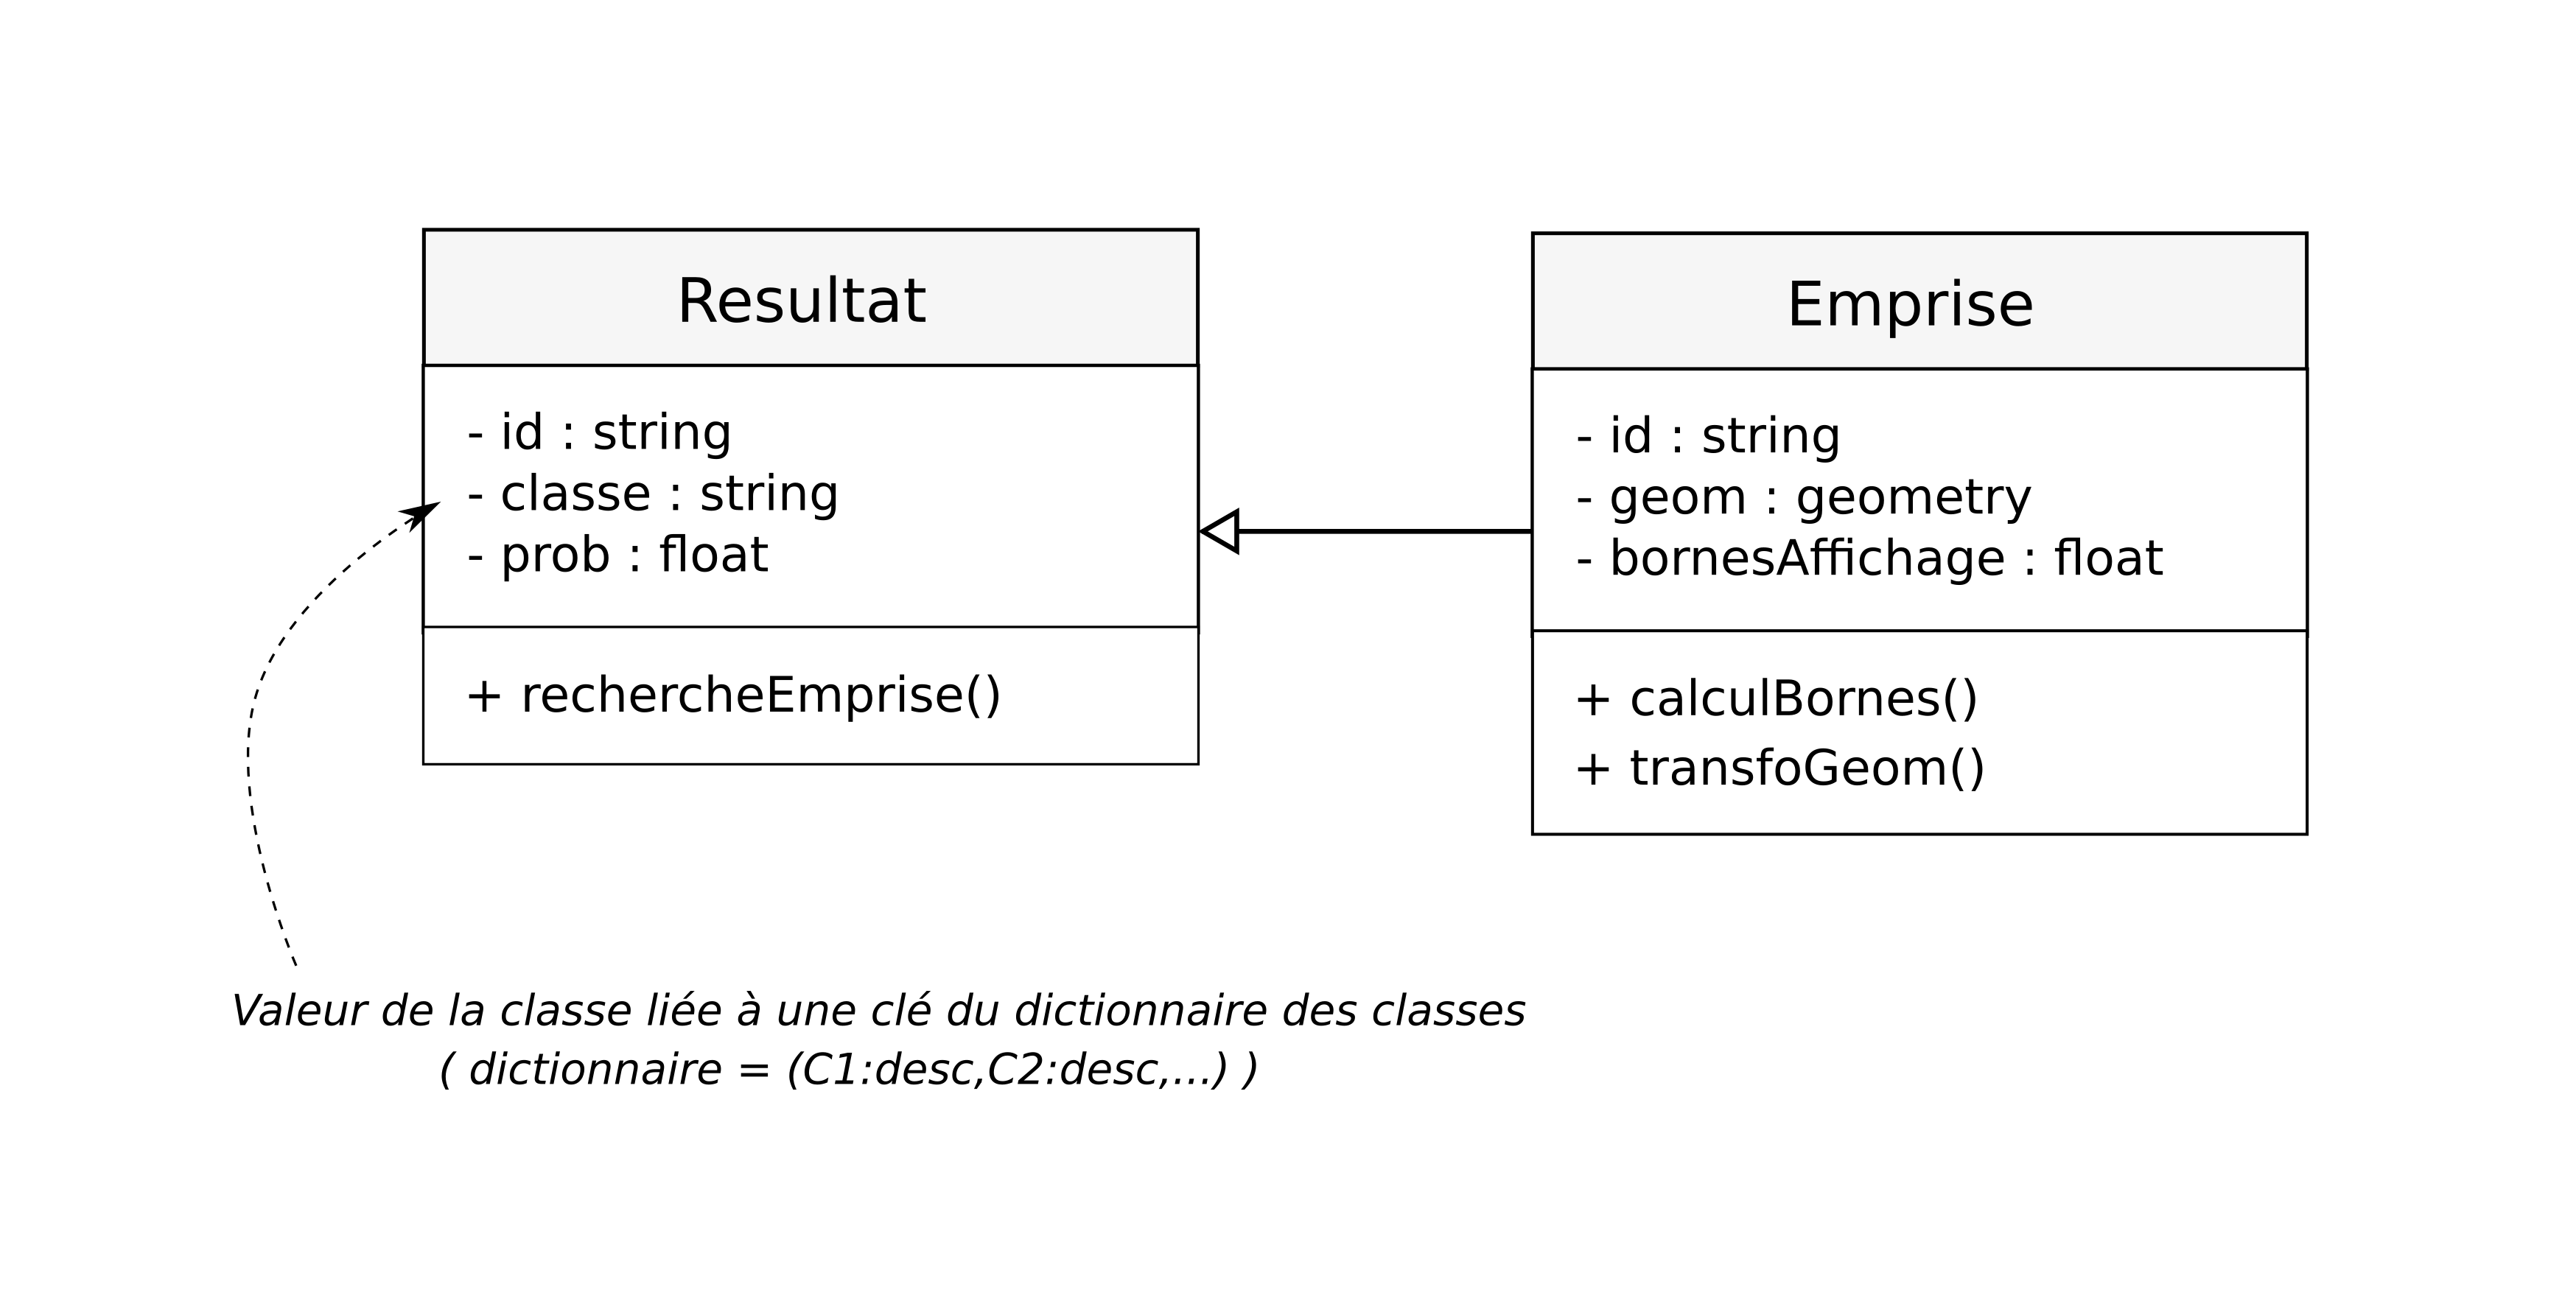 Resultat
- id : string
- classe : string
- prob : float
+ rechercheEmprise()
Emprise
- id : string
- geom : geometry
- bornesAffichage : float
+ calculBornes()
+ transfoGeom()
Valeur de la classe liée à une clé du dictionnaire des classes
( dictionnaire = (C1:desc,C2:desc,...) )